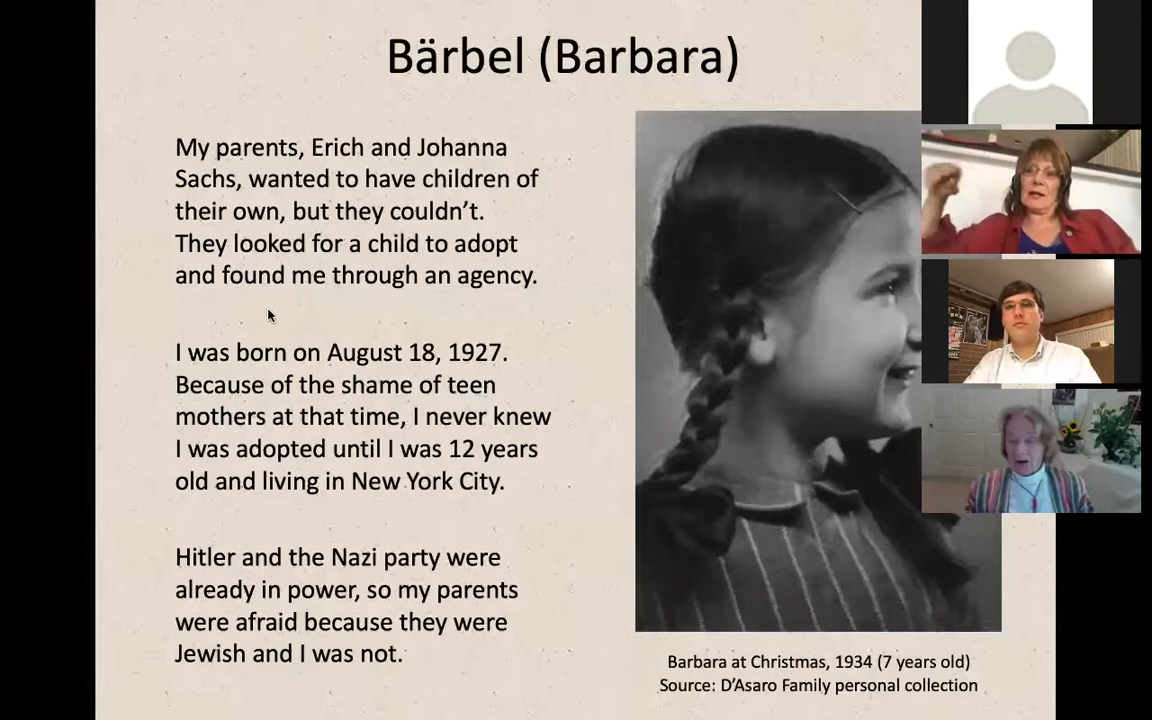 Bärbel (Barbara)
My parents, Erich and Johanna
Sachs, wanted to have children of
their own, but they couldn’t.
They looked for a child to adopt
and found me through an agency.
I was born on August 18, 1927.
Because of the shame of teen
mothers at that time, I never knew
I was adopted until I was 12 years
old and living in New York City.
Hitler and the Nazi party were
already in power, so my parents
were afraid because they were
Jewish and I was not.
Barbara at Christmas, 1934 (7 years old)
Source: D’Asaro Family personal collection